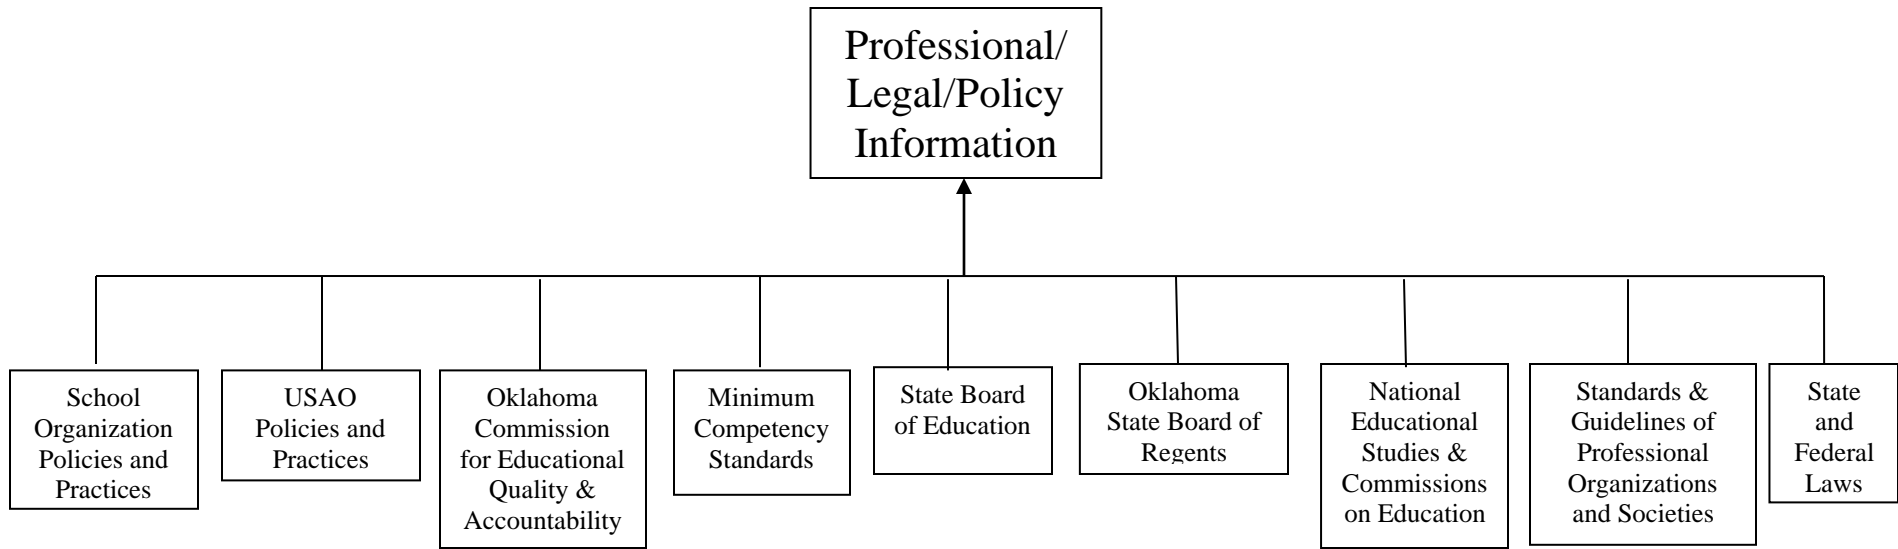 Professional/
Legal/Policy
Information
School
Organization
Policies and
Practices
USAO
Policies and
Practices
Oklahoma
Commission
for Educational
Quality &
Accountability
Minimum
Competency
Standards
State Board
of Education
Oklahoma
State Board of
Regents
National
Educational
Studies &
Commissions
on Education
Standards &
Guidelines of
Professional
Organizations
and Societies
State
and
Federal
Laws